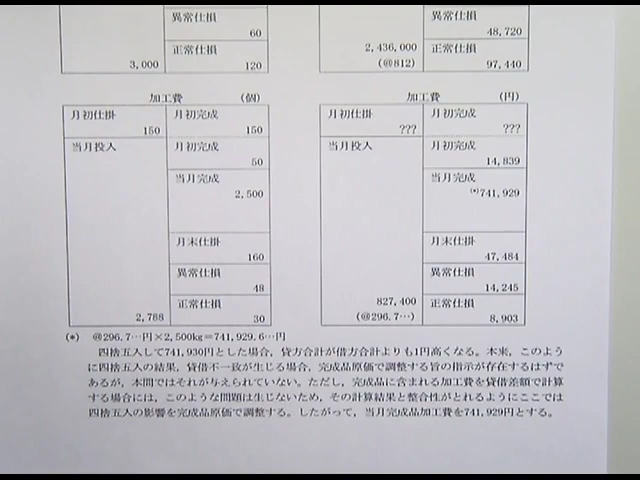 異常仕損
60
正常仕損
3,000
120
異常仕損
48,720
2,436,000
正常仕損
(@812)
97,440
加工費 (個)
月初仕掛
150
月初完成
150
当月投入
月初完成
50
当月完成
2,500
月末仕掛
160
異常仕損
48
正常仕損
2,788
30
加工費 (円)
月初仕掛
???
月初完成
???
当月投入
月初完成
14,839
当月完成
(*)741,929
月末仕掛
47,484
異常仕損
14,245
827,400
正常仕損
(@296.7…)
8,903
(*) @296.7…円×2,500kg=741,929.6…円
四捨五入して741,930円とした場合,貸方合計が借方合計よりも1円高くなる。本来,このよう
に四捨五入の結果,貸借不一致が生じる場合,完成品原価で調整する旨の指示が存在するはずで
あるが,本問ではそれが与えられていない。ただし,完成品に含まれる加工費を貸借差額で計算
する場合には,このような問題は生じないため,その計算結果と整合性がとれるようにここでは
四捨五入の影響を完成品原価で調整する。したがって,当月完成品加工費を741,929円とする。